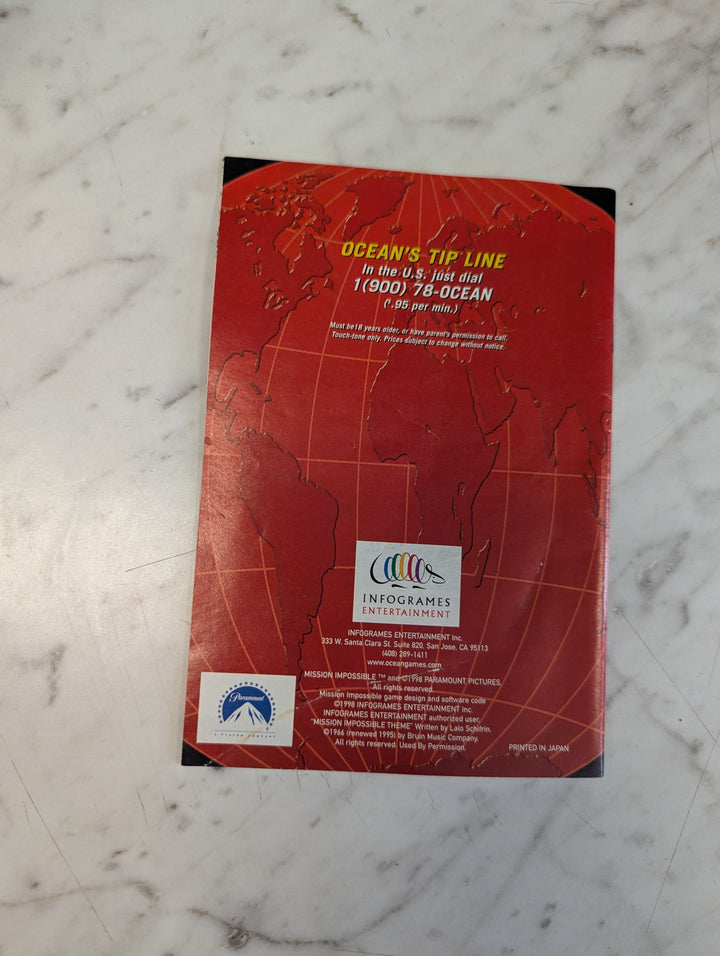 OCEAN'S TIP LINE
In the U.S. just dial
1(900) 78-OCEAN
($.95 per min.)
Must be18 years older, or have parent's permission to call.
Touch-tone only. Prices subject to change without notice.
INFOGRAMES
ENTERTAINMENT
INFOGRAMES ENTERTAINMENT Inc.
333 W. Santa Clara St. Suite 820, San Jose, CA 95113
(408) 289-1411
www.oceangames.com
MISSION IMPOSSIBLE ™ and ©1998 PARAMOUNT PICTURES.
All rights reserved.
Mission Impossible game design and software code
©1998 INFOGRAMES ENTERTAINMENT Inc.
INFOGRAMES ENTERTAINMENT authorized user.
"MISSION IMPOSSIBLE THEME" Written by Lalo Schifrin.
©1966 (renewed 1995) by Bruin Music Company.
All rights reserved. Used By Permission.
Paramount
A VIACOM COMPANY
PRINTED IN JAPAN